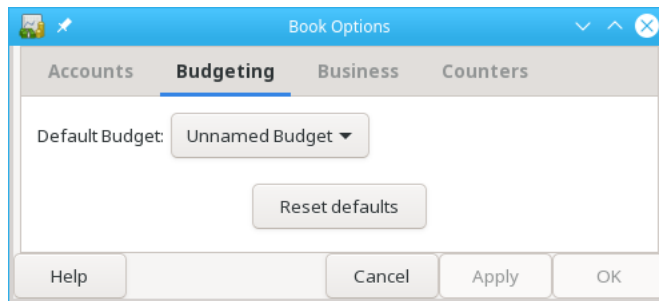 Book Options
Accounts Budgeting Business Counters
Default Budget: Unnamed Budget
Reset defaults
Help Cancel Apply OK